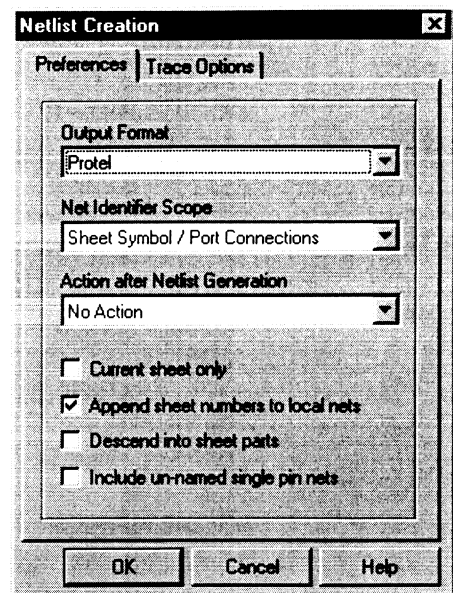 Netlist Creation
Preferences Trace Options
Output Format
Protel
Net Identifier Scope
Sheet Symbol / Port Connections
Action after Netlist Generation
No Action
Current sheet only
Append sheet numbers to local nets
Descend into sheet parts
Include un-named single pin nets
OK Cancel Help